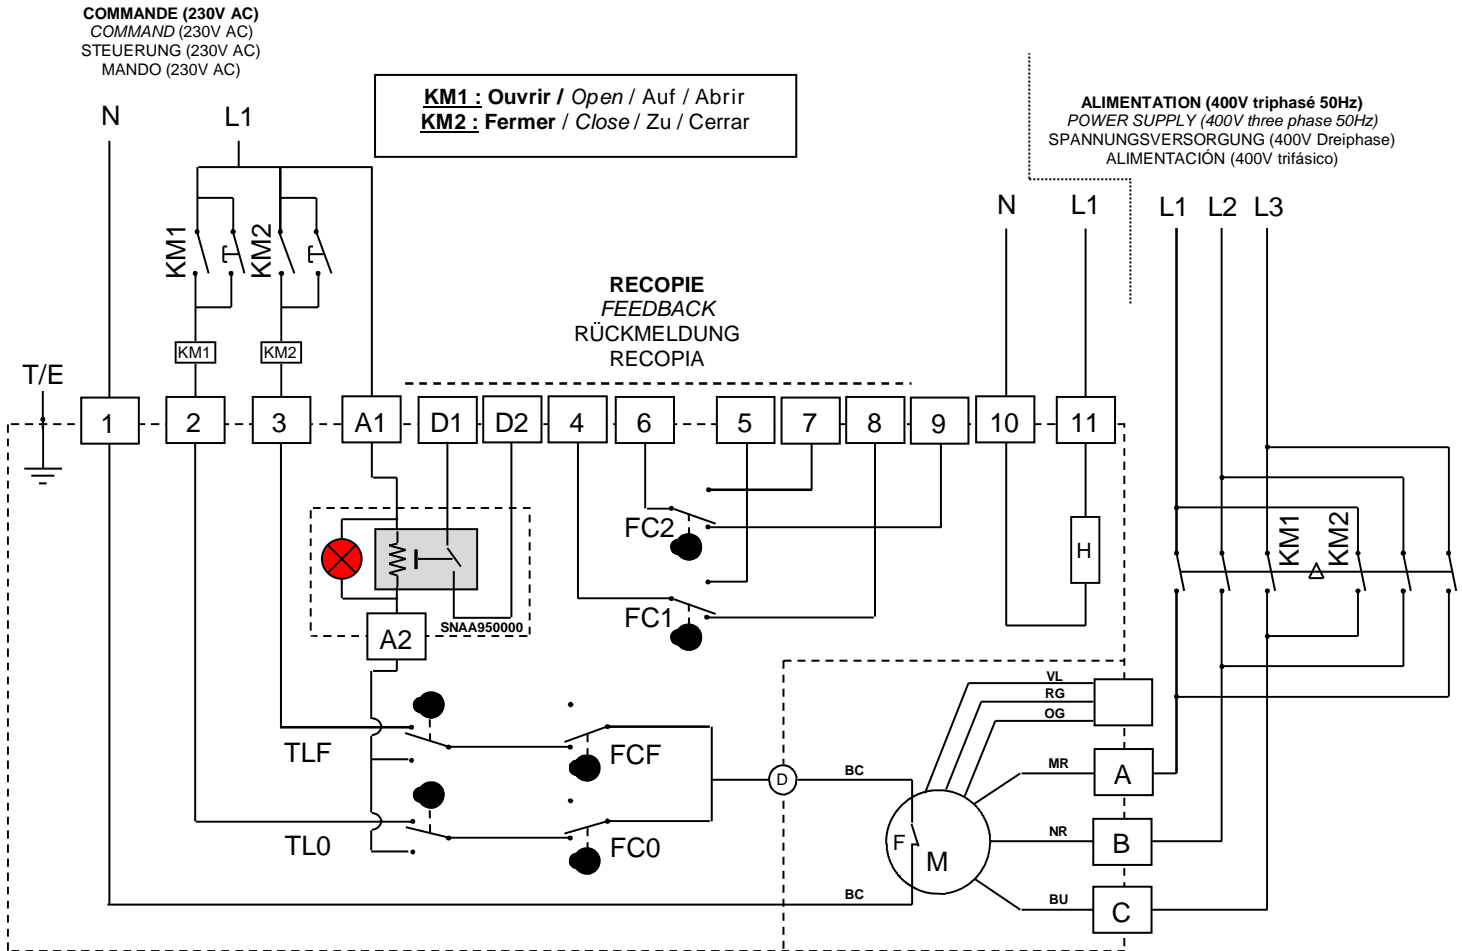 COMMANDE (230V AC)
COMMAND (230V AC)
STEUERUNG (230V AC)
MANDO (230V AC)
KM1 : Ouvrir / Open / Auf / Abrir
KM2 : Fermer / Close / Zu / Cerrar
ALIMENTATION (400V triphasé 50Hz)
POWER SUPPLY (400V three phase 50Hz)
SPANNUNGSVERSORGUNG (400V Dreiphase)
ALIMENTACIÓN (400V trifásico)
N L1
N L1 L1 L2 L3
KM1 KM2
RECOPIE
FEEDBACK
RÜCKMELDUNG
RECOPIA
KM1 KM2
T/E
1 2 3 A1 D1 D2 4 6 5 7 8 9 10 11
FC2
H
KM1 KM2
FC1
SNAA950000
A2
VL
RG
OG
TLF FCF
D BC MR A
TL0 FC0
F M NR B
BC BU C